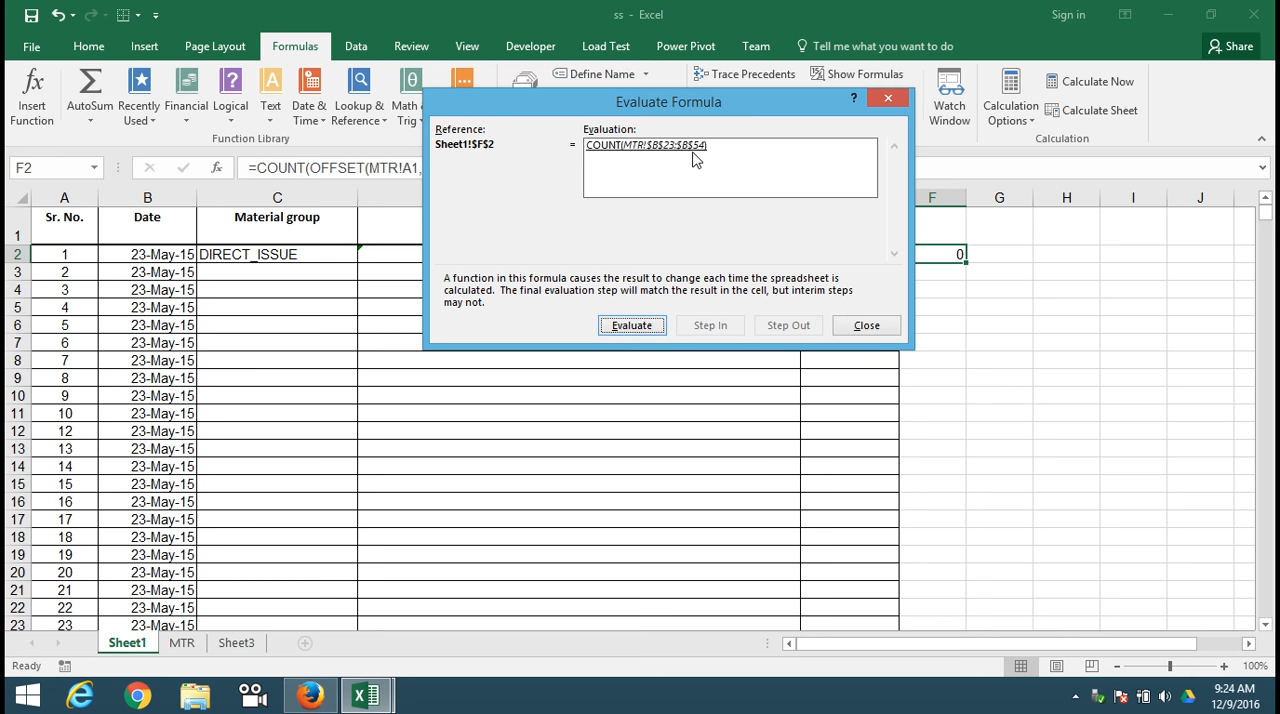 ss - Excel
Sign in
File Home Insert Page Layout Formulas Data Review View Developer Load Test Power Pivot Team Tell me what you want to do Share
Insert Function
AutoSum
Recently Used
Financial
Logical
Text
Date & Time
Lookup & Reference
Math & Trig
Define Name
Trace Precedents
Show Formulas
Watch Window
Calculation Options
Calculate Now
Calculate Sheet
Function Library
Calculation
F2
fx
=COUNT(OFFSET(MTR!A1,
Evaluate Formula
?
Reference:
Evaluation:
Sheet1!$F$2 = COUNT(MTR!$B$23:$B$54)
A function in this formula causes the result to change each time the spreadsheet is
calculated. The final evaluation step will match the result in the cell, but interim steps
may not.
Evaluate Step In Step Out Close
A B C F G H I J
1 Sr. No. Date Material group
2 1 23-May-15 DIRECT_ISSUE 0
3 2 23-May-15
4 3 23-May-15
5 4 23-May-15
6 5 23-May-15
7 6 23-May-15
8 7 23-May-15
9 8 23-May-15
10 9 23-May-15
11 10 23-May-15
12 11 23-May-15
13 12 23-May-15
14 13 23-May-15
15 14 23-May-15
16 15 23-May-15
17 16 23-May-15
18 17 23-May-15
19 18 23-May-15
20 19 23-May-15
21 20 23-May-15
22 21 23-May-15
23 22 23-May-15
Sheet1 MTR Sheet3
Ready
100%
9:24 AM
12/9/2016